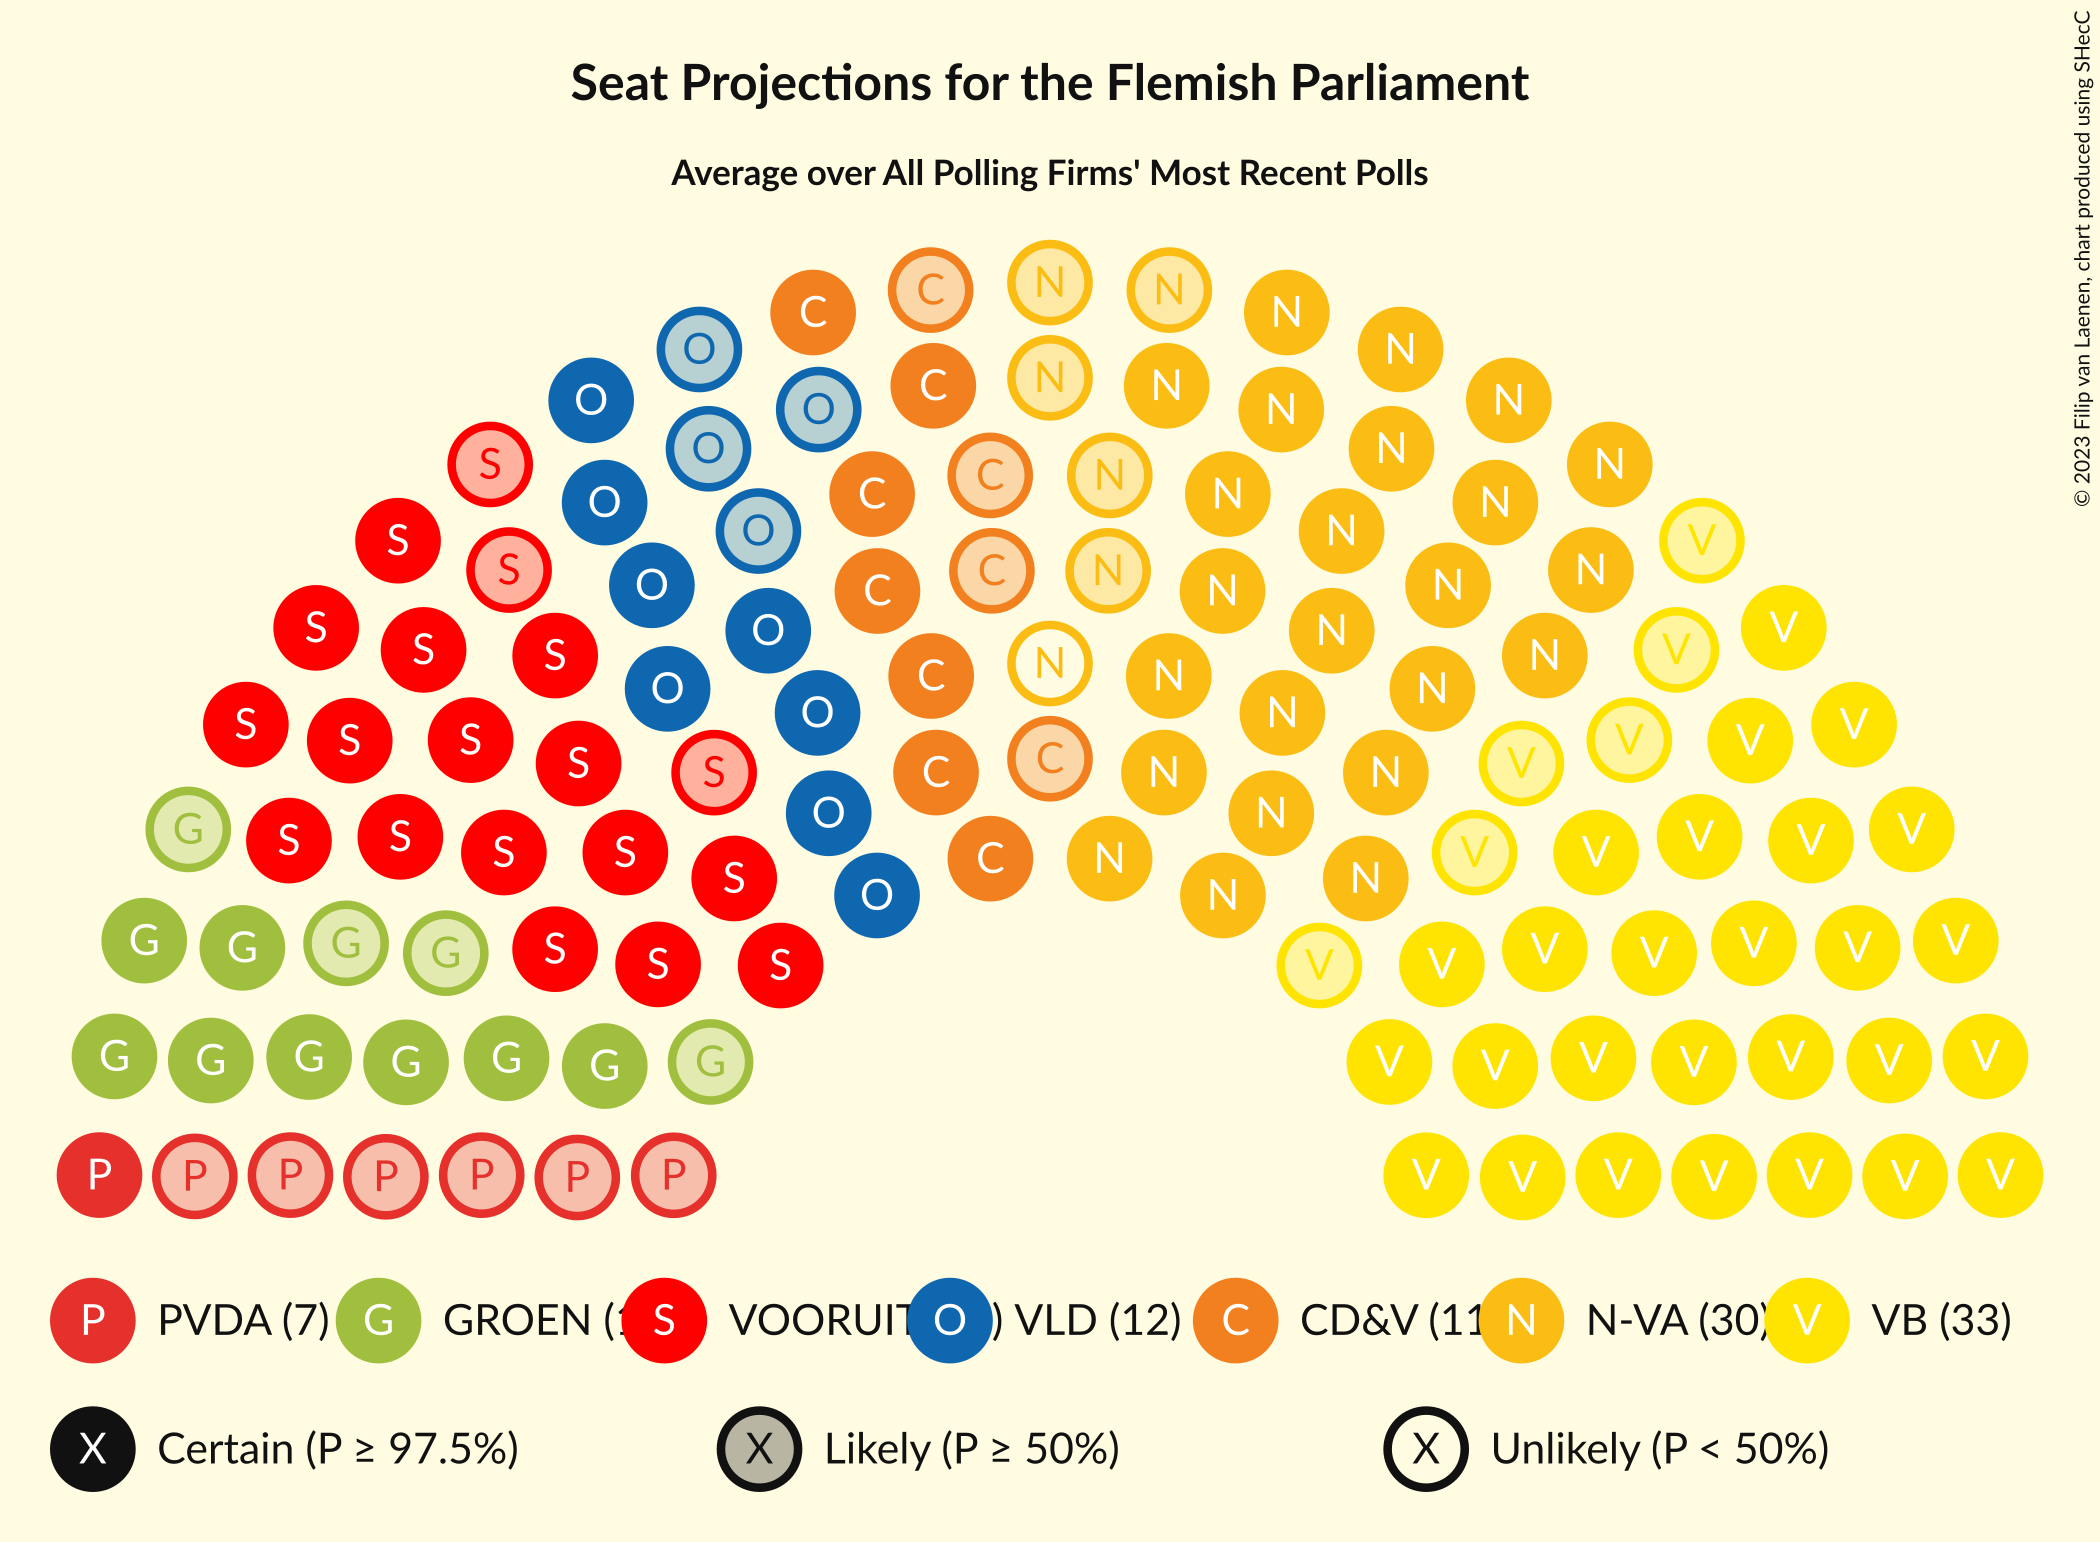 Seat Projections for the Flemish Parliament
Average over All Polling Firms' Most Recent Polls
© 2023 Filip van Laenen, chart produced using SHecC
C C N N N
O O O C N N N N N
S O O C C N N N N N
S S O O C C N N N N N V
S S S O O O C N N N N N N V V
S S S S S C C N N V V V V
G S S S S S O O C N N N N V V V V V
G G G G S S S V V V V V V V
G G G G G G G V V V V V V V
P P P P P P P V V V V V V V
P PVDA (7) G GROEN ( S VOORUIT O ) VLD (12) C CD&V (11 N N-VA (30) V VB (33)
X Certain (P ≥ 97.5%) X Likely (P ≥ 50%) X Unlikely (P < 50%)